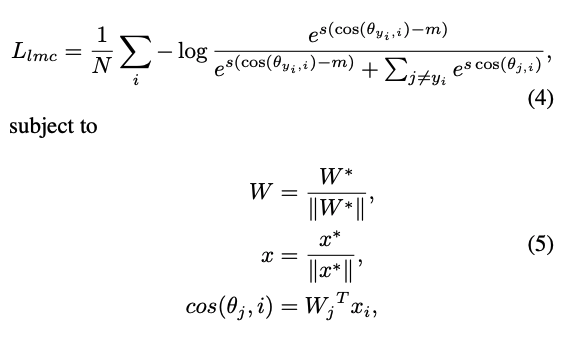 L_{lmc} = \frac{1}{N} \sum_{i} -\log \frac{e^{s(\cos(\theta_{y_i,i})-m)}}{e^{s(\cos(\theta_{y_i,i})-m)} + \sum_{j \neq y_i} e^{s\cos(\theta_{j,i})}},
(4)
subject to
W = \frac{W^*}{\|W^*\|},
x = \frac{x^*}{\|x^*\|}, (5)
cos(\theta_j, i) = W_j^T x_i,